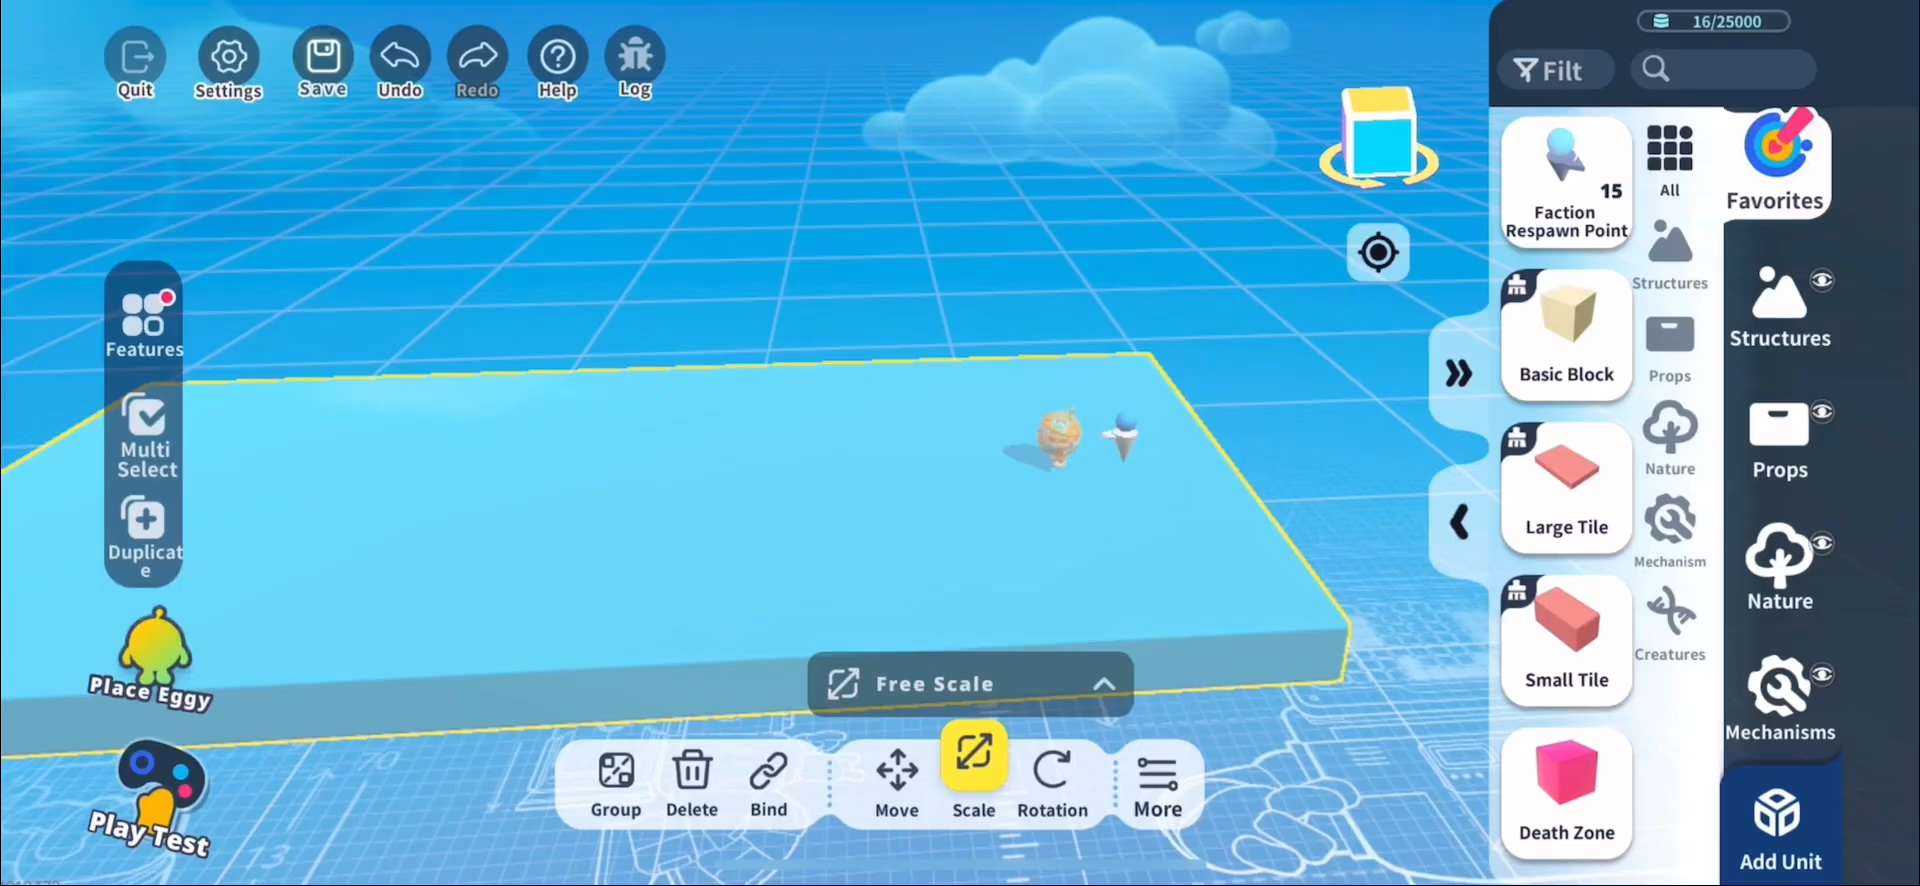 16/25000
Quit
Settings
Save
Undo
Redo
Help
Log
Filt
15
Faction
Respawn Point
All
Favorites
Structures
Structures
Basic Block
Props
Props
Features
Multi
Select
Duplicat
e
Nature
Large Tile
Mechanism
Nature
Creatures
Small Tile
Mechanisms
Place Eggy
Free Scale
Group
Delete
Bind
Move
Scale
Rotation
More
Play Test
Death Zone
Add Unit
70
13